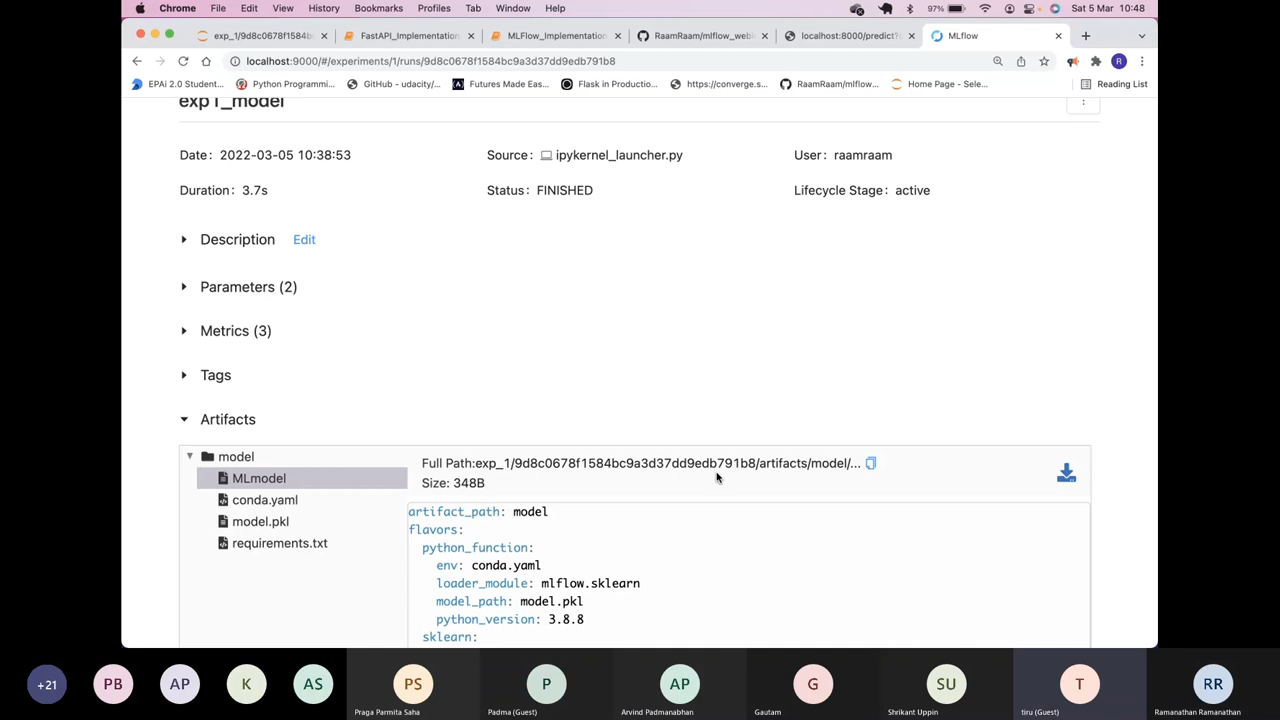 Chrome File Edit View History Bookmarks Profiles Tab Window Help 97% Sat 5 Mar 10:48
exp_1/9d8c0678f1584b FastAPI_Implementation MLFlow_Implementation RaamRaam/mlflow_web localhost:8000/predict? MLflow
localhost:9000/#/experiments/1/runs/9d8c0678f1584bc9a3d37dd9edb791b8 R
EPAi 2.0 Student... Python Programmi... GitHub - udacity/... Futures Made Eas... Flask in Productio... https://converge.s... RaamRaam/mlflow... Home Page - Sele... Reading List
exp1_model
Date: 2022-03-05 10:38:53 Source: ipykernel_launcher.py User: raamraam
Duration: 3.7s Status: FINISHED Lifecycle Stage: active
Description Edit
Parameters (2)
Metrics (3)
Tags
Artifacts
model
MLmodel
conda.yaml
model.pkl
requirements.txt
Full Path:exp_1/9d8c0678f1584bc9a3d37dd9edb791b8/artifacts/model/...
Size: 348B
artifact_path: model
flavors:
python_function:
env: conda.yaml
loader_module: mlflow.sklearn
model_path: model.pkl
python_version: 3.8.8
sklearn:
+21 PB AP K AS PS P AP G SU T RR
Praga Parmita Saha Padma (Guest) Arvind Padmanabhan Gautam Shrikant Uppin tiru (Guest) Ramanathan Ramanathan